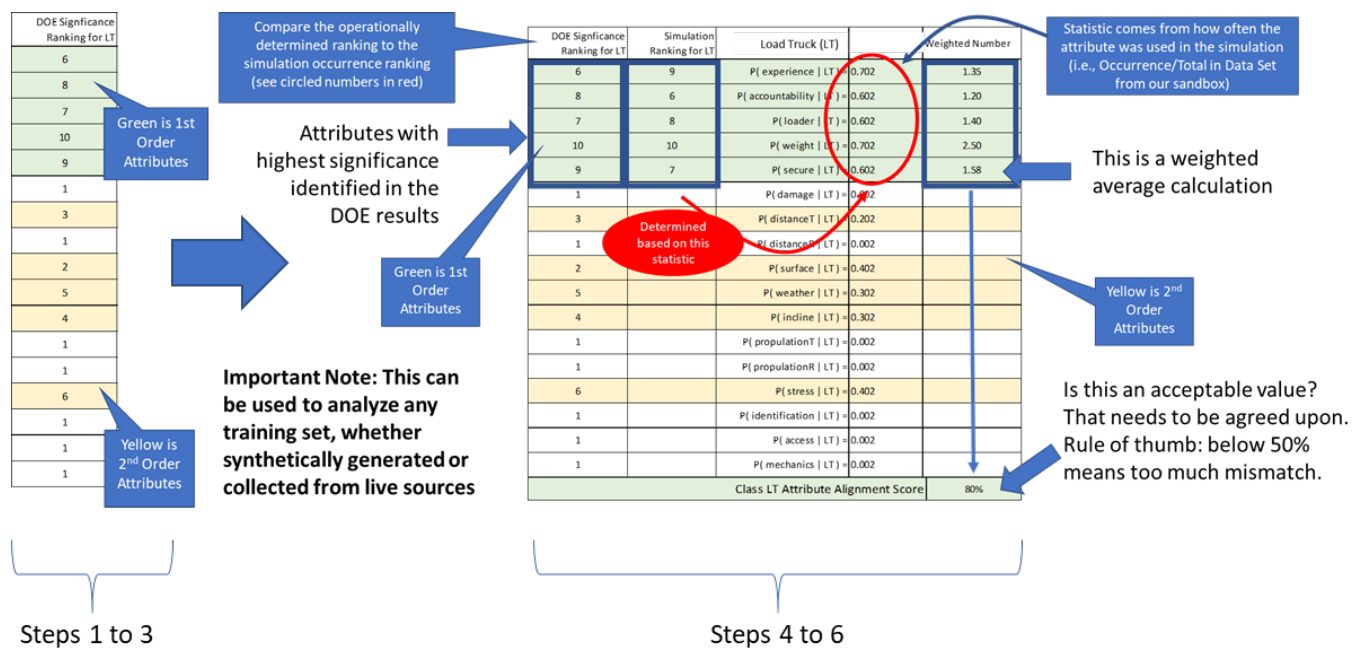 DOE Signficance
Ranking for LT
6
8
7
10
9
1
3
1
2
5
4
1
1
6
1
1
1
Green is 1st
Order
Attributes
Yellow is
2nd Order
Attributes
Steps 1 to 3
Compare the operationally
determined ranking to the
simulation occurrence ranking
(see circled numbers in red)
Attributes with
highest significance
identified in the
DOE results
Green is 1st
Order
Attributes
Important Note: This can
be used to analyze any
training set, whether
synthetically generated or
collected from live sources
DOE Signficance
Ranking for LT
Simulation
Ranking for LT
Load Truck (LT)
Weighted Number
6 9 P( experience | LT ) = 0.702 1.35
8 6 P( accountability | LT ) = 0.602 1.20
7 8 P( loader | LT ) = 0.602 1.40
10 10 P( weight | LT ) = 0.702 2.50
9 7 P( secure | LT ) = 0.602 1.58
1 P( damage | LT ) =
3 P( distanceT | LT ) = 0.202
1 LT ) = 0.002
2 P( surface | LT ) = 0.402
5 P( weather | LT ) = 0.302
4 P( incline | LT ) = 0.302
1 P( propulationT | LT ) = 0.002
1 P( propulationR | LT ) = 0.002
6 P( stress | LT ) = 0.402
1 P( identification | LT ) = 0.002
1 P( access | LT ) = 0.002
1 P( mechanics | LT ) = 0.002
Class LT Attribute Alignment Score 80%
Determined
based on this
statistic
Statistic comes from how often the
attribute was used in the simulation
(i.e., Occurrence/Total in Data Set
from our sandbox)
This is a weighted
average calculation
Yellow is 2nd
Order
Attributes
Is this an acceptable value?
That needs to be agreed upon.
Rule of thumb: below 50%
means too much mismatch.
Steps 4 to 6